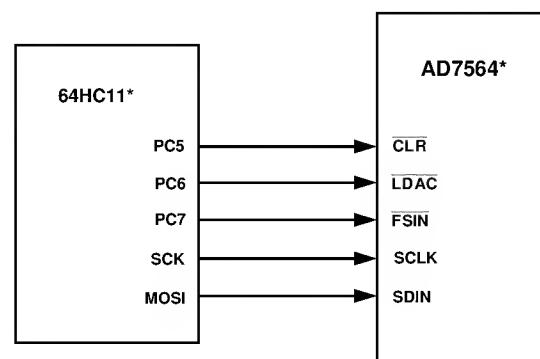 64HC11*
AD7564*
PC5
CLR
PC6
LDAC
PC7
FSIN
SCK
SCLK
MOSI
SDIN